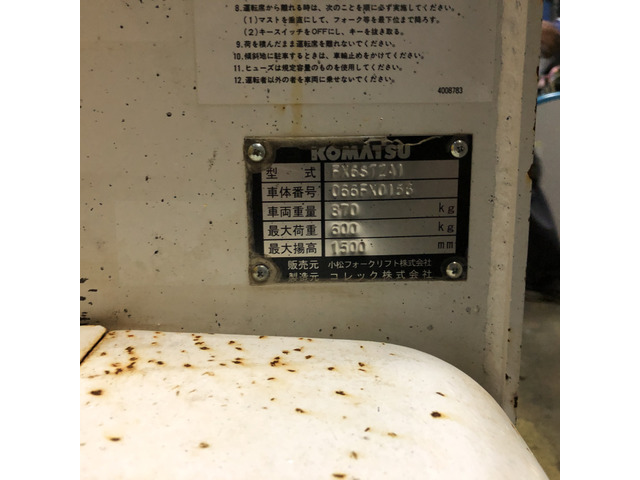 8.運転席から離れる時は、次のことを順に必ず実施してください。
(1)マストを垂直にして、フォーク等を最下位まで降ろす。
(2)キースイッチをOFFにし、キーを抜き取る。
9.荷を積んだまま運転席を離れないでください。
10.傾斜地に駐車するときは、車輪止めをかけてください。
11.ヒューズは規定容量のものを使用してください。
12.運転者以外の者を車両に乗せないでください。
4008783
KOMATSU
型式
車体番号
車両重量 870 kg
最大荷重 600 kg
最大揚高 1500 mm
販売元 小松フォークリフト株式会社
製造元 コレック株式会社